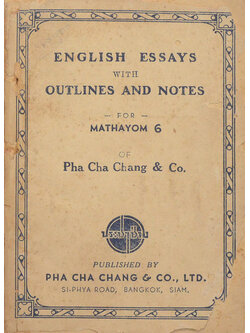 ENGLISH ESSAYS
WITH
OUTLINES AND NOTES
— FOR —
MATHAYOM 6
OF
Pha Cha Chang & Co.
PUBLISHED BY
PHA CHA CHANG & CO., LTD.
SI-PHYA ROAD, BANGKOK, SIAM.